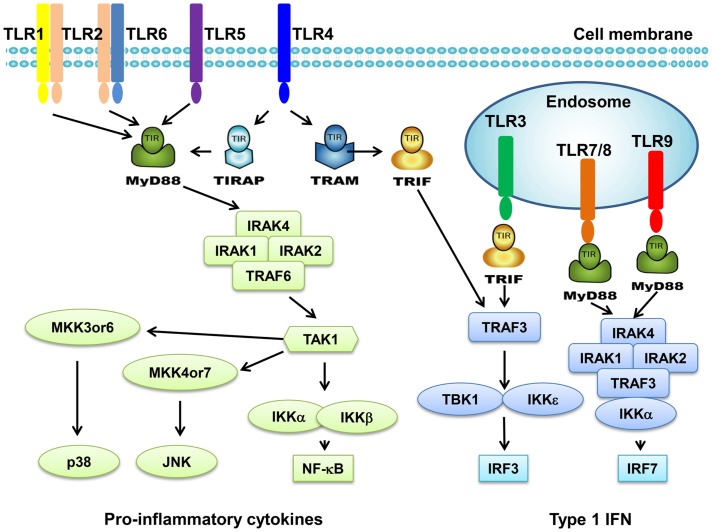 TLR1
TLR2
TLR6
TLR5
TLR4
Cell membrane
Endosome
TLR3
TLR7/8
TLR9
TIR
MyD88
TIR
TIRAP
TIR
TRAM
TIR
TRIF
TIR
TRIF
TIR
MyD88
TIR
MyD88
IRAK4
IRAK1
IRAK2
TRAF6
TAK1
MKK3or6
MKK4or7
IKKα
IKKβ
p38
JNK
NF-κB
TRAF3
TBK1
IKKε
IRF3
IRAK4
IRAK1
IRAK2
TRAF3
IKKα
IRF7
Pro-inflammatory cytokines
Type 1 IFN